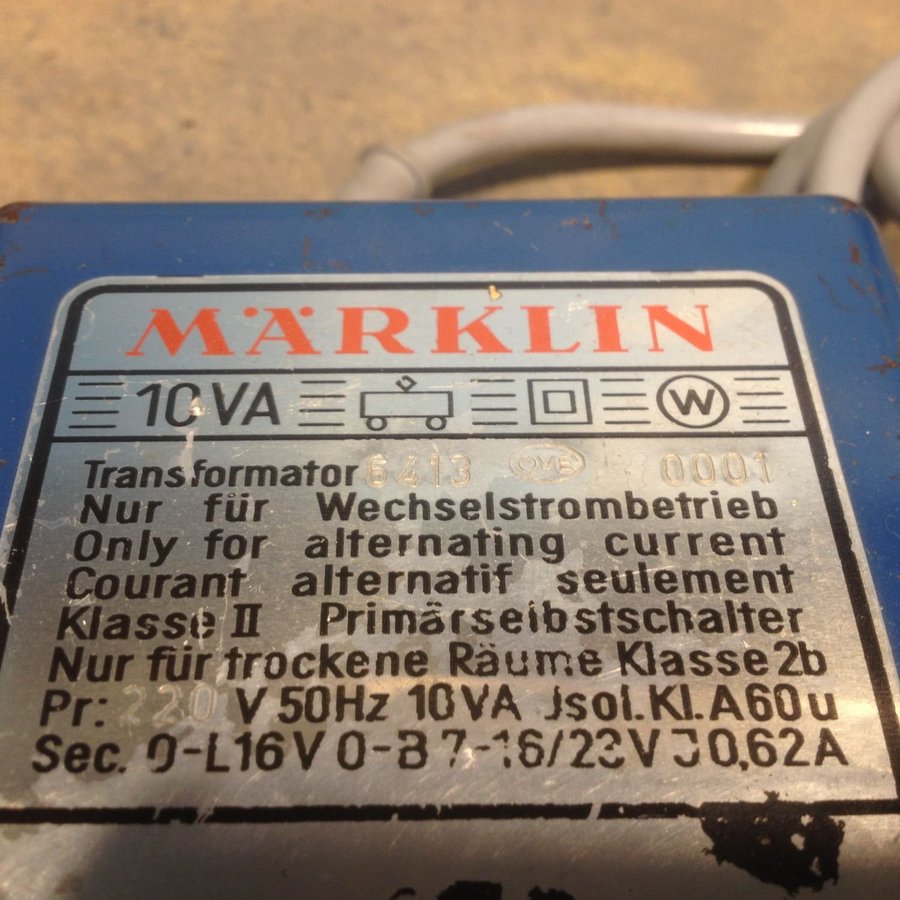 MÄRKLIN
10VA W
Transformator 6413 ÖVE 0001
Nur für Wechselstrombetrieb
Only for alternating current
Courant alternatif seulement
Klasse II Primärselbstschalter
Nur für trockene Räume Klasse 2b
Pr: 220 V 50Hz 10VA Jsol.Kl.A60u
Sec. 0-L16V 0-B 7-16/23V J 0,62A